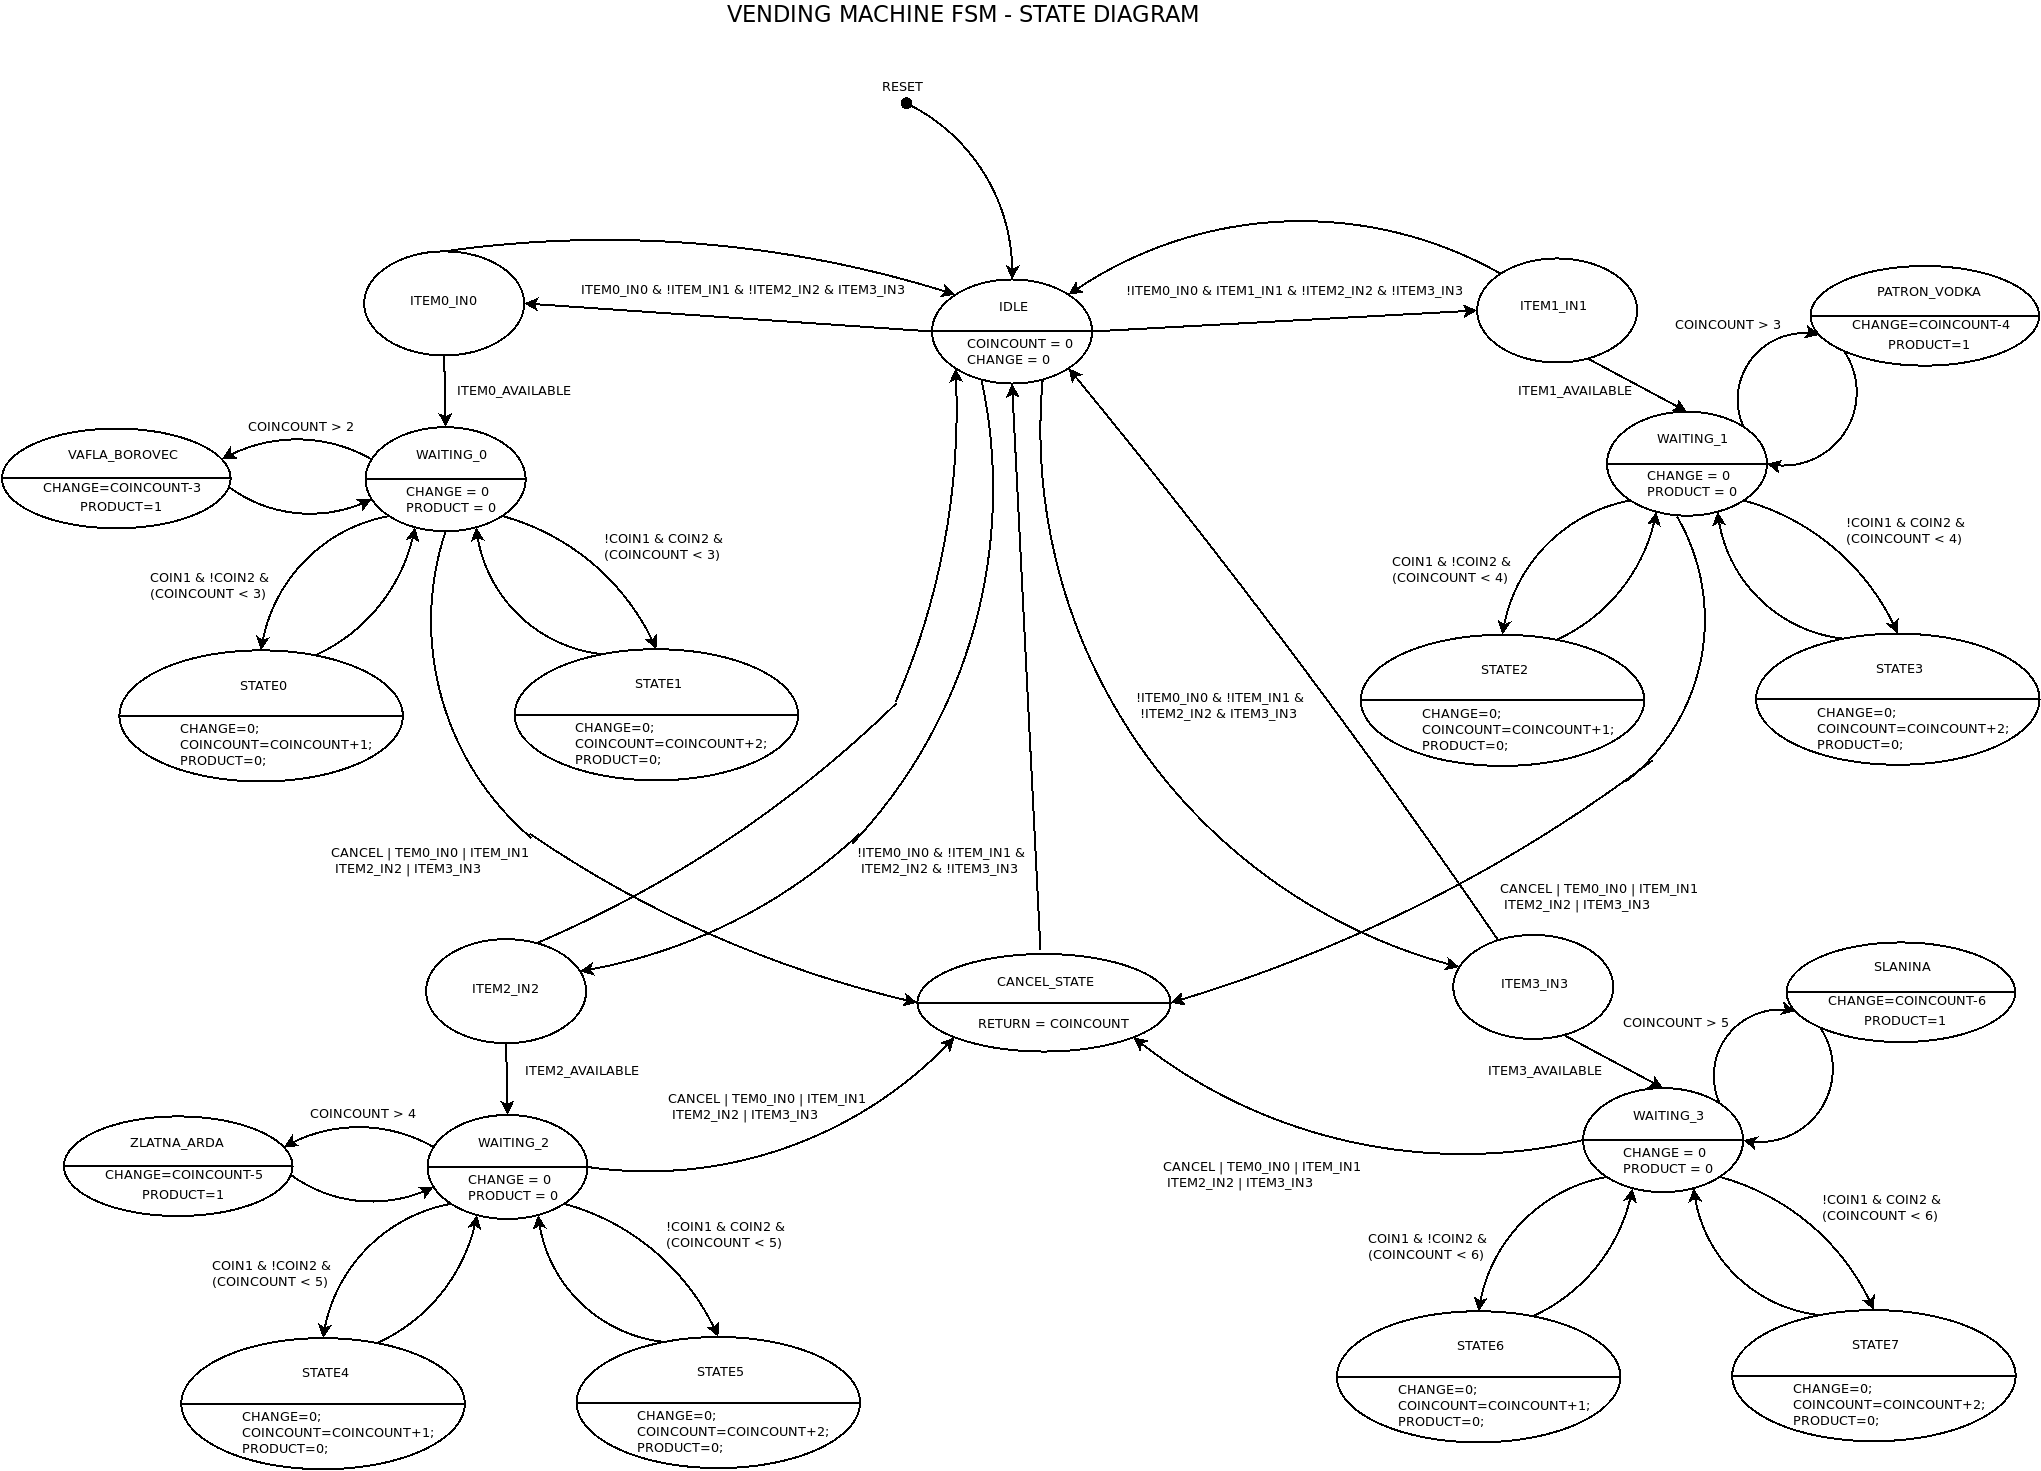 VENDING MACHINE FSM - STATE DIAGRAM
RESET
ITEM0_IN0
ITEM0_IN0 & !ITEM_IN1 & !ITEM2_IN2 & ITEM3_IN3
IDLE
COINCOUNT = 0
CHANGE = 0
!ITEM0_IN0 & ITEM1_IN1 & !ITEM2_IN2 & !ITEM3_IN3
ITEM1_IN1
PATRON_VODKA
CHANGE=COINCOUNT-4
PRODUCT=1
COINCOUNT > 3
ITEM0_AVAILABLE
ITEM1_AVAILABLE
COINCOUNT > 2
VAFLA_BOROVEC
CHANGE=COINCOUNT-3
PRODUCT=1
WAITING_0
CHANGE = 0
PRODUCT = 0
WAITING_1
CHANGE = 0
PRODUCT = 0
COIN1 & !COIN2 &
(COINCOUNT < 3)
!COIN1 & COIN2 &
(COINCOUNT < 3)
COIN1 & !COIN2 &
(COINCOUNT < 4)
!COIN1 & COIN2 &
(COINCOUNT < 4)
STATE0
CHANGE=0;
COINCOUNT=COINCOUNT+1;
PRODUCT=0;
STATE1
CHANGE=0;
COINCOUNT=COINCOUNT+2;
PRODUCT=0;
!ITEM0_IN0 & !ITEM_IN1 &
!ITEM2_IN2 & ITEM3_IN3
STATE2
CHANGE=0;
COINCOUNT=COINCOUNT+1;
PRODUCT=0;
STATE3
CHANGE=0;
COINCOUNT=COINCOUNT+2;
PRODUCT=0;
CANCEL | TEM0_IN0 | ITEM_IN1
ITEM2_IN2 | ITEM3_IN3
!ITEM0_IN0 & !ITEM_IN1 &
ITEM2_IN2 & !ITEM3_IN3
CANCEL | TEM0_IN0 | ITEM_IN1
ITEM2_IN2 | ITEM3_IN3
ITEM2_IN2
CANCEL_STATE
RETURN = COINCOUNT
ITEM3_IN3
SLANINA
CHANGE=COINCOUNT-6
PRODUCT=1
COINCOUNT > 5
ITEM2_AVAILABLE
ITEM3_AVAILABLE
CANCEL | TEM0_IN0 | ITEM_IN1
ITEM2_IN2 | ITEM3_IN3
COINCOUNT > 4
ZLATNA_ARDA
CHANGE=COINCOUNT-5
PRODUCT=1
WAITING_2
CHANGE = 0
PRODUCT = 0
CANCEL | TEM0_IN0 | ITEM_IN1
ITEM2_IN2 | ITEM3_IN3
WAITING_3
CHANGE = 0
PRODUCT = 0
COIN1 & !COIN2 &
(COINCOUNT < 5)
!COIN1 & COIN2 &
(COINCOUNT < 5)
COIN1 & !COIN2 &
(COINCOUNT < 6)
!COIN1 & COIN2 &
(COINCOUNT < 6)
STATE4
CHANGE=0;
COINCOUNT=COINCOUNT+1;
PRODUCT=0;
STATE5
CHANGE=0;
COINCOUNT=COINCOUNT+2;
PRODUCT=0;
STATE6
CHANGE=0;
COINCOUNT=COINCOUNT+1;
PRODUCT=0;
STATE7
CHANGE=0;
COINCOUNT=COINCOUNT+2;
PRODUCT=0;